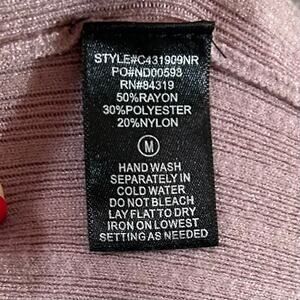 STYLE#C431909NR
PO#ND00593
RN#84319
50%RAYON
30%POLYESTER
20%NYLON
M
HAND WASH
SEPARATELY IN
COLD WATER
DO NOT BLEACH
LAY FLAT TO DRY
IRON ON LOWEST
SETTING AS NEEDED